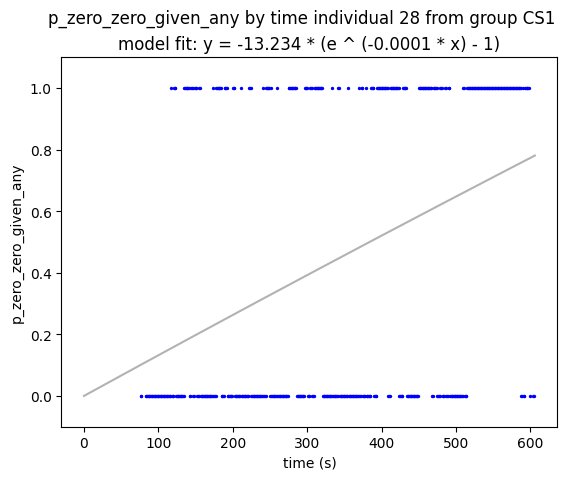 p_zero_zero_given_any by time individual 28 from group CS1
model fit: y = -13.234 * (e ^ (-0.0001 * x) - 1)
1.0
0.8
0.6
0.4
0.2
0.0
p_zero_zero_given_any
0 100 200 300 400 500 600
time (s)